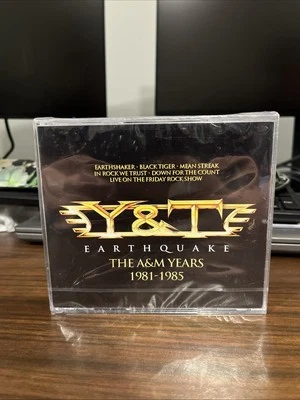 EARTHSHAKER · BLACK TIGER · MEAN STREAK
IN ROCK WE TRUST · DOWN FOR THE COUNT
LIVE ON THE FRIDAY ROCK SHOW
Y&T
EARTHQUAKE
THE A&M YEARS
1981-1985